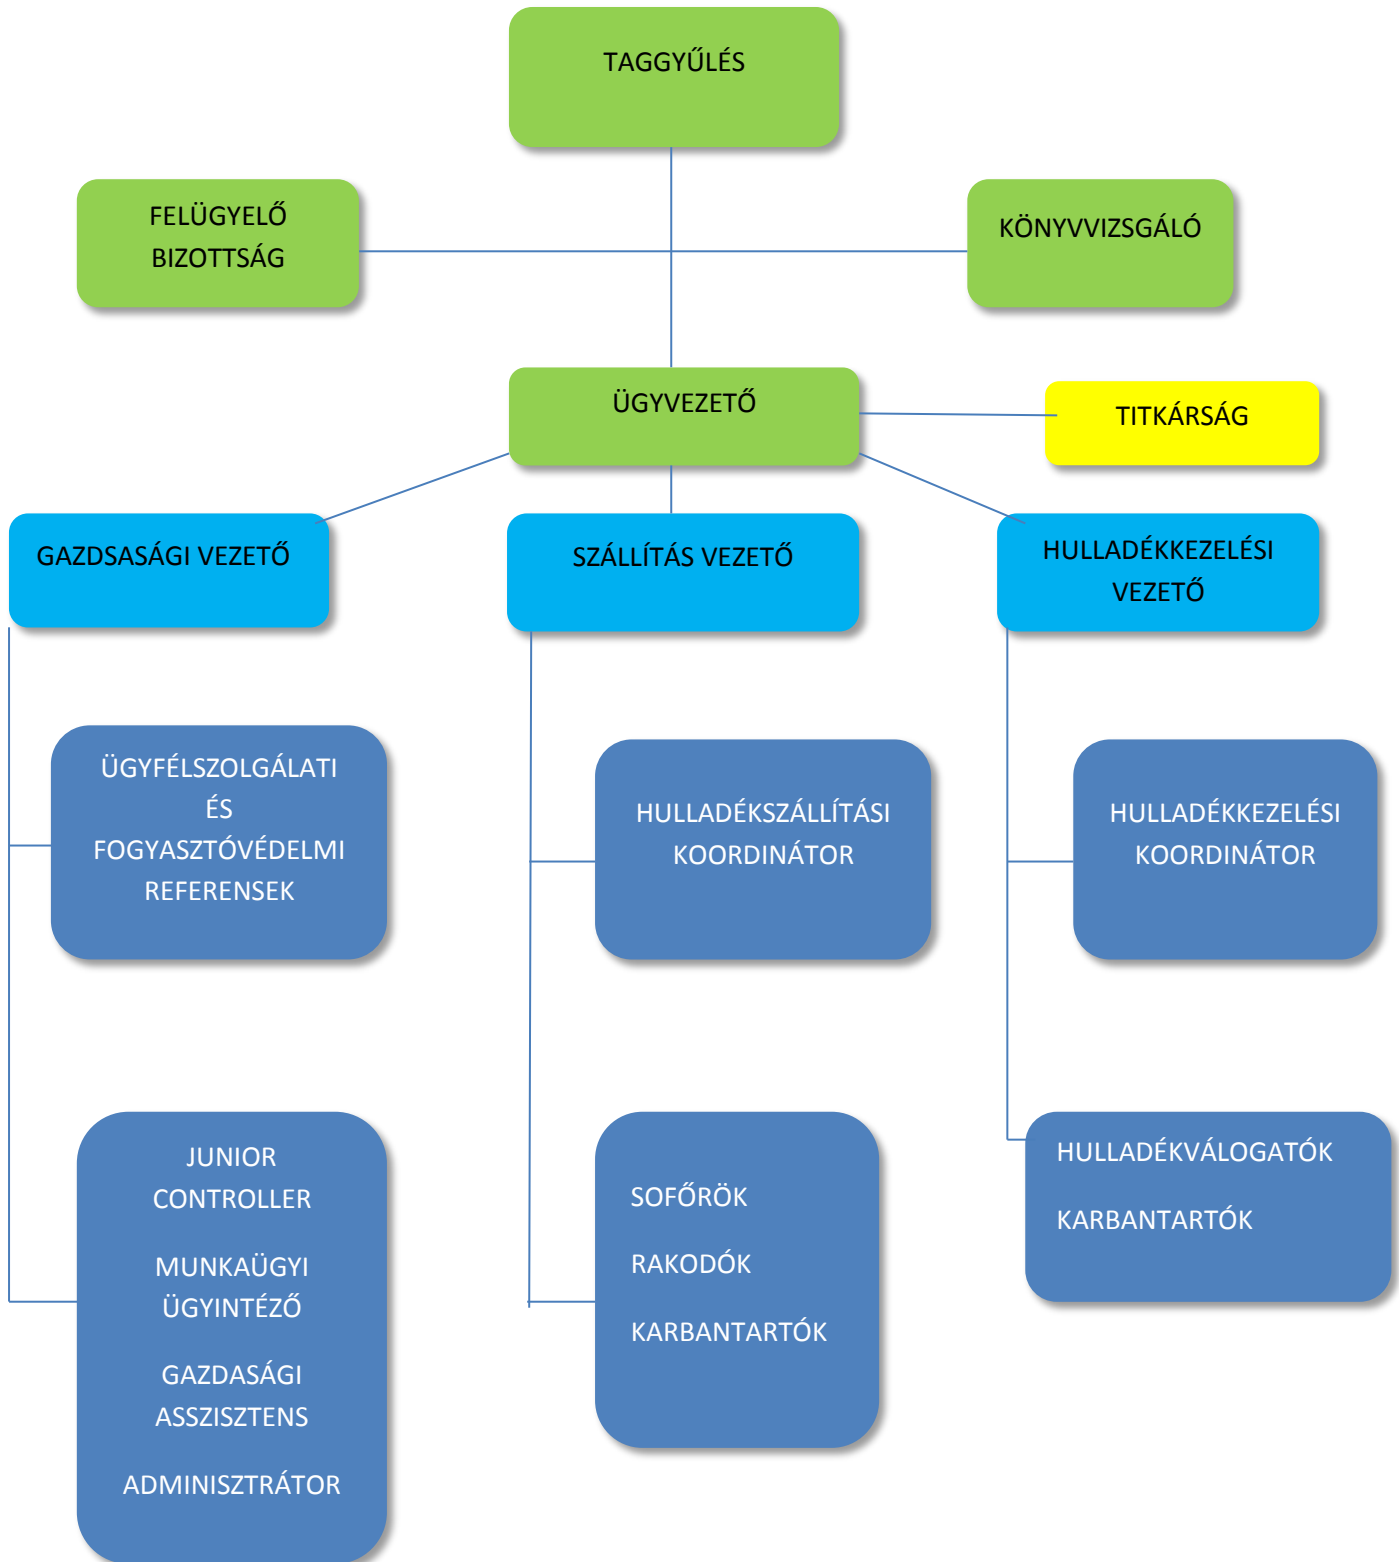 TAGGYŰLÉS
FELÜGYELŐ
BIZOTTSÁG
KÖNYVVIZSGÁLÓ
ÜGYVEZETŐ
TITKÁRSÁG
GAZDSASÁGI VEZETŐ
SZÁLLÍTÁS VEZETŐ
HULLADÉKKEZELÉSI
VEZETŐ
ÜGYFÉLSZOLGÁLATI
ÉS
FOGYASZTÓVÉDELMI
REFERENSEK
HULLADÉKSZÁLLÍTÁSI
KOORDINÁTOR
HULLADÉKKEZELÉSI
KOORDINÁTOR
JUNIOR
CONTROLLER
MUNKAÜGYI
ÜGYINTÉZŐ
GAZDASÁGI
ASSZISZTENS
ADMINISZTRÁTOR
SOFŐRÖK
RAKODÓK
KARBANTARTÓK
HULLADÉKVÁLOGATÓK
KARBANTARTÓK